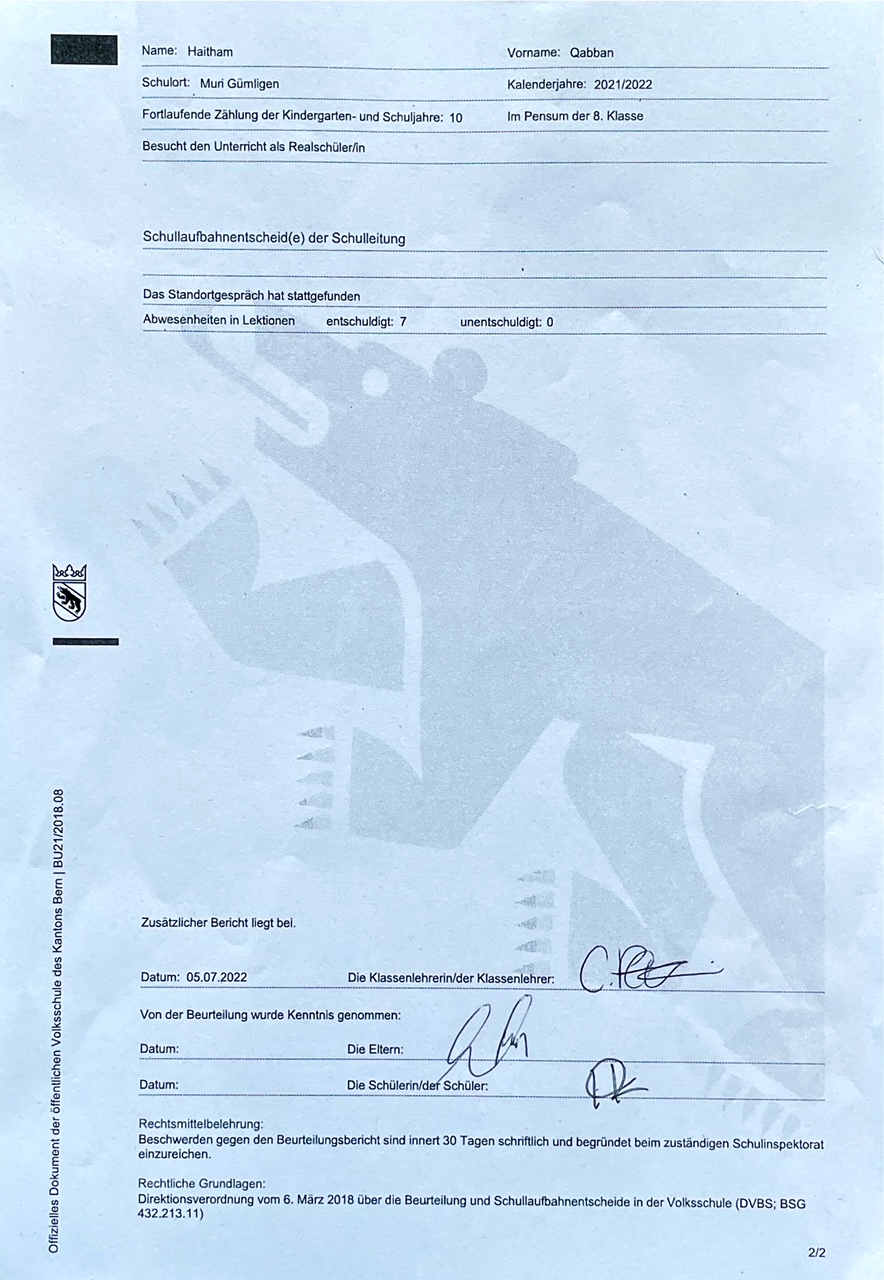 Name: Haitham Vorname: Qabban
Schulort: Muri Gümligen Kalenderjahre: 2021/2022
Fortlaufende Zählung der Kindergarten- und Schuljahre: 10 Im Pensum der 8. Klasse
Besucht den Unterricht als Realschüler/in
Schullaufbahnentscheid(e) der Schulleitung
Das Standortgespräch hat stattgefunden
Abwesenheiten in Lektionen entschuldigt: 7 unentschuldigt: 0
Offizielles Dokument der öffentlichen Volksschule des Kantons Bern | BU21/2018.08
Zusätzlicher Bericht liegt bei.
Datum: 05.07.2022 Die Klassenlehrerin/der Klassenlehrer:
Von der Beurteilung wurde Kenntnis genommen:
Datum: Die Eltern:
Datum: Die Schülerin/der Schüler:
Rechtsmittelbelehrung:
Beschwerden gegen den Beurteilungsbericht sind innert 30 Tagen schriftlich und begründet beim zuständigen Schulinspektorat
einzureichen.
Rechtliche Grundlagen:
Direktionsverordnung vom 6. März 2018 über die Beurteilung und Schullaufbahnentscheide in der Volksschule (DVBS; BSG
432.213.11)
2/2